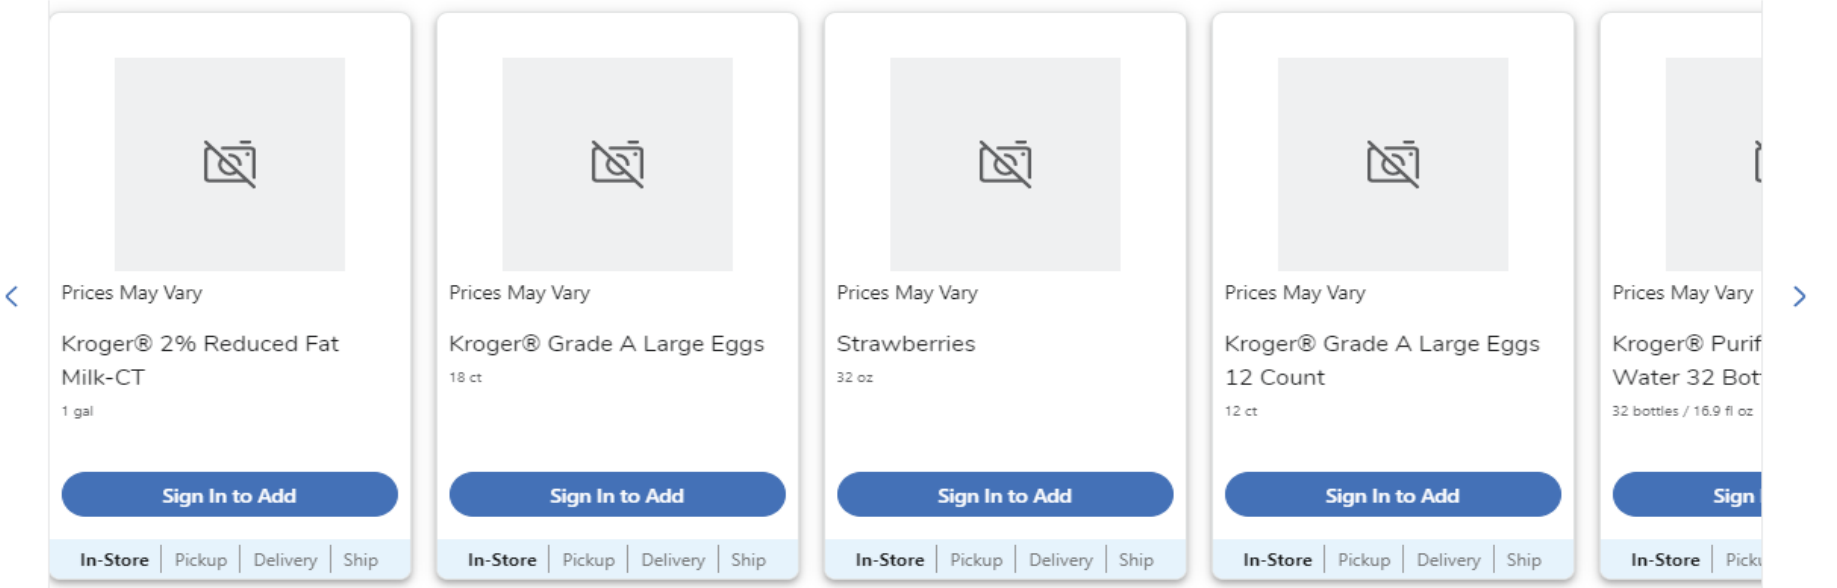 Prices May Vary
Kroger® 2% Reduced Fat
Milk-CT
1 gal
Sign In to Add
In-Store Pickup Delivery Ship
Prices May Vary
Kroger® Grade A Large Eggs
18 ct
Sign In to Add
In-Store Pickup Delivery Ship
Prices May Vary
Strawberries
32 oz
Sign In to Add
In-Store Pickup Delivery Ship
Prices May Vary
Kroger® Grade A Large Eggs
12 Count
12 ct
Sign In to Add
In-Store Pickup Delivery Ship
Prices May Vary
Kroger® Purif
Water 32 Bot
32 bottles / 16.9 fl oz
Sign
In-Store Picku